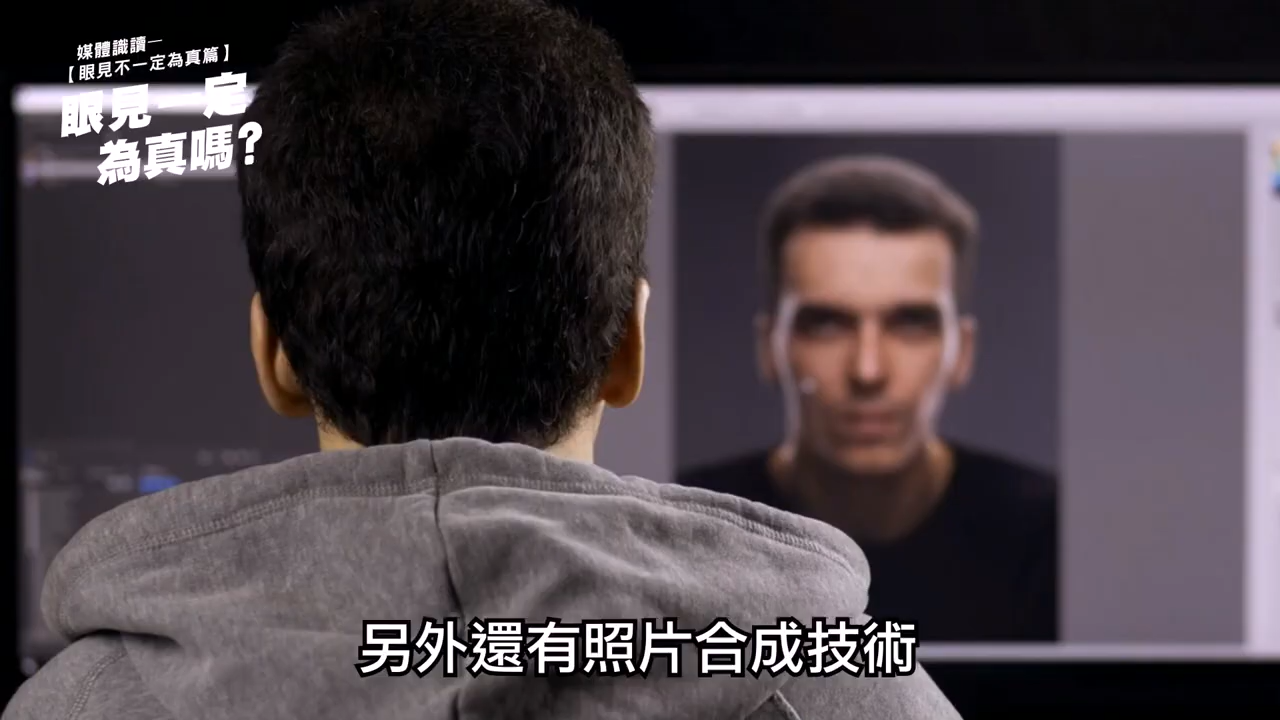 媒體識讀—
【眼見不一定為真篇】
眼見一定
為真嗎?
另外還有照片合成技術